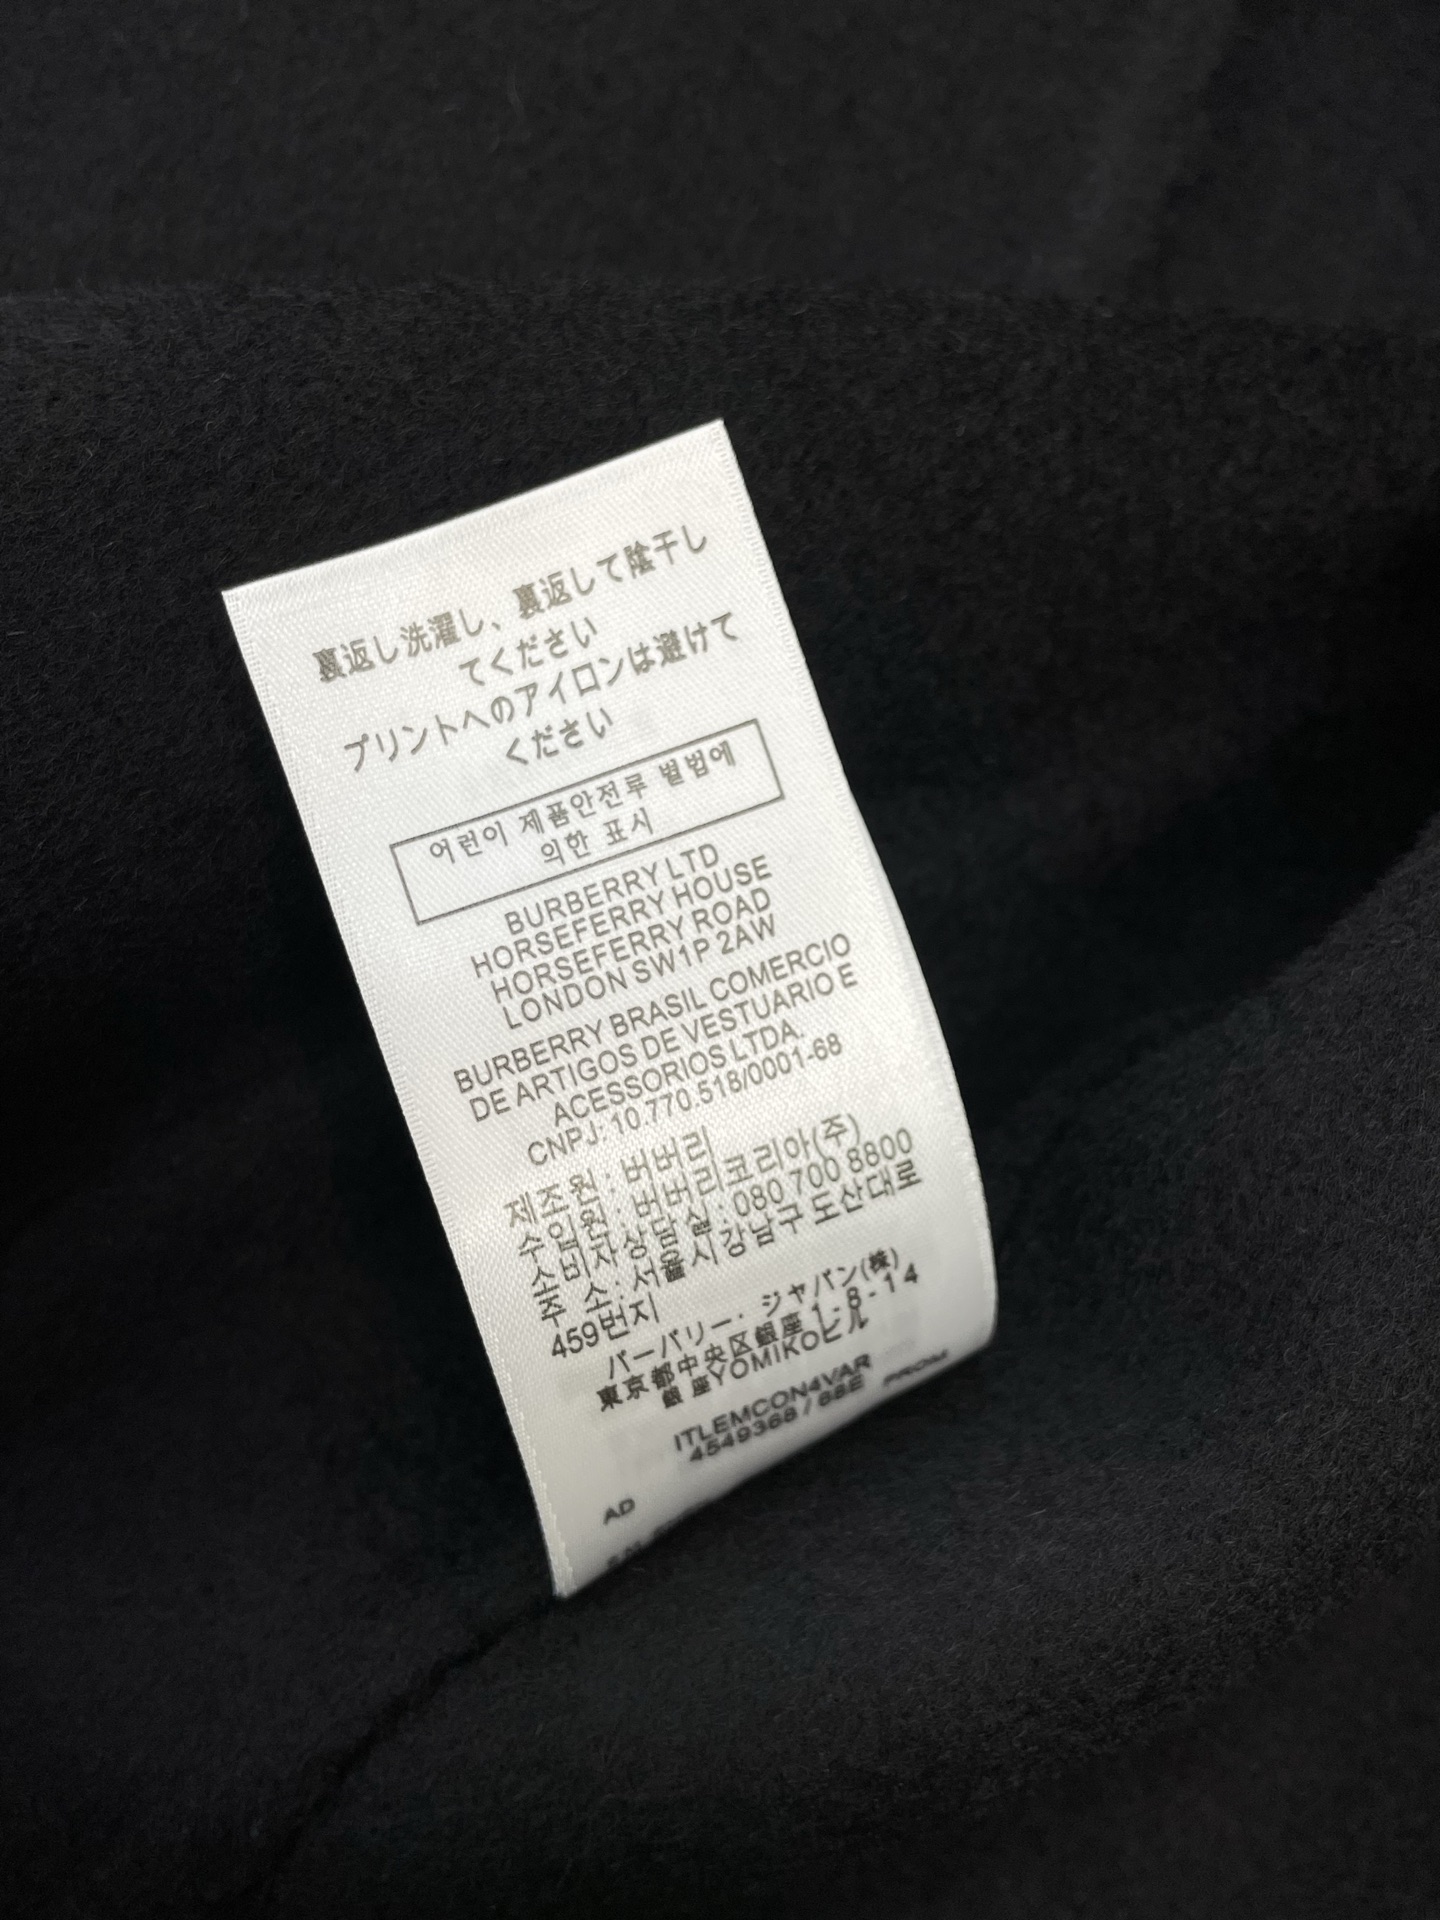 裏返し洗濯し、裏返して陰干し
てください
プリントへのアイロンは避けて
ください
어런이 제품안전루 별법에
의한 표시
BURBERRY LTD
HORSEFERRY HOUSE
HORSEFERRY ROAD
LONDON SW1P 2AW
BURBERRY BRASIL COMERCIO
DE ARTIGOS DE VESTUARIO E
ACESSORIOS LTDA.
CNPJ: 10.770.518/0001-68
제조원 : 버버리
수입원 : 버버리코리아(주)
소비자상담실 : 080 700 8800
주 소 : 서울시 강남구 도산대로
459번지
バーバリー・ジャパン(株)
東京都中央区銀座 1-8-14
銀座YOMIKOビル
ITLEMCON4VAR
4549368 / 68E PROM
AD